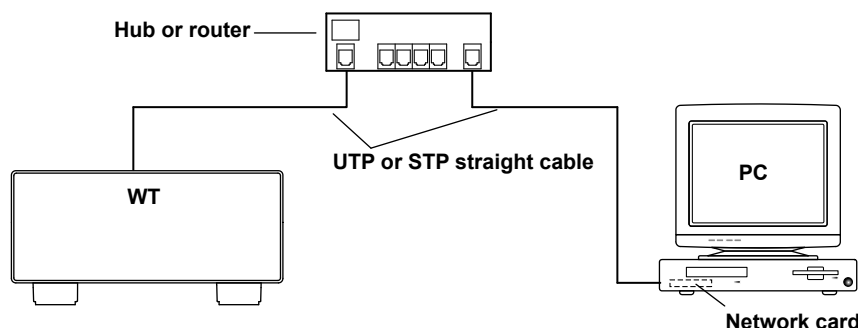 Hub or router
UTP or STP straight cable
WT
PC
Network card